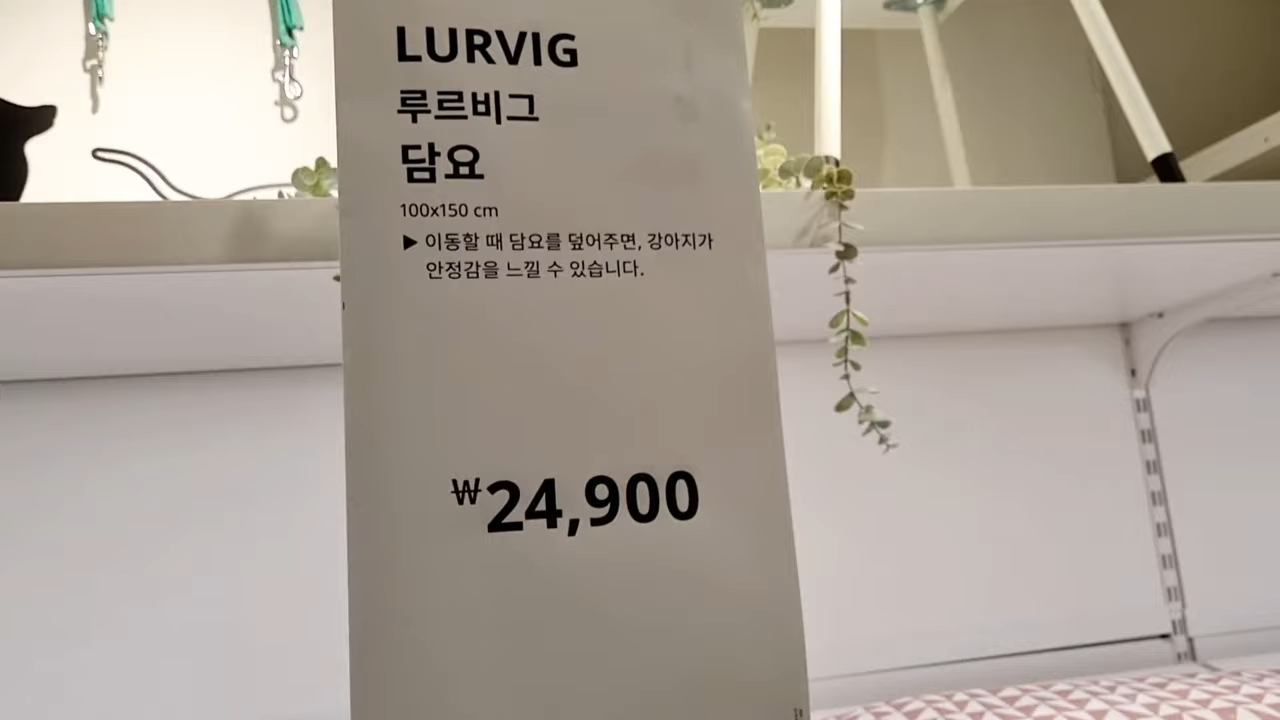 LURVIG
루르비그
담요
100x150 cm
▶ 이동할 때 담요를 덮어주면, 강아지가
안정감을 느낄 수 있습니다.
₩24,900